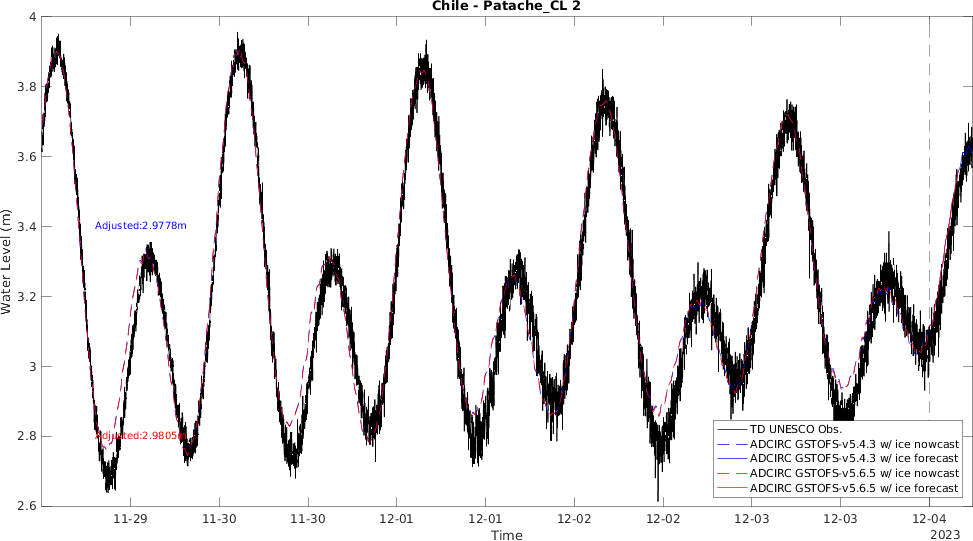 Chile - Patache_CL 2
Water Level (m)
4
3.8
3.6
3.4
3.2
3
2.8
2.6
Adjusted:2.9778m
Adjusted:2.9805m
TD UNESCO Obs.
ADCIRC GSTOFS-v5.4.3 w/ ice nowcast
ADCIRC GSTOFS-v5.4.3 w/ ice forecast
ADCIRC GSTOFS-v5.6.5 w/ ice nowcast
ADCIRC GSTOFS-v5.6.5 w/ ice forecast
11-29 11-30 11-30 12-01 12-01 12-02 12-02 12-03 12-03 12-04
Time
2023